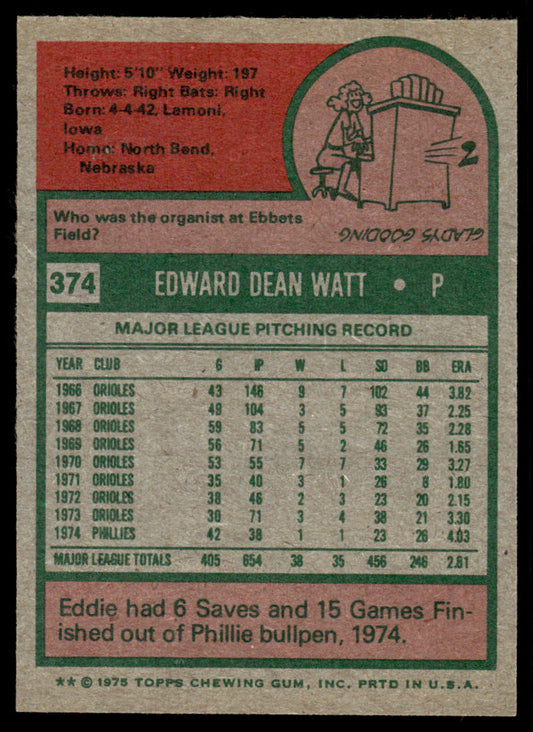 Height: 5'10" Weight: 197
Throws: Right Bats: Right
Born: 4-4-42, Lamoni,
Iowa
Home: North Bend,
Nebraska
2
Who was the organist at Ebbets
Field?
GLADYS GOODING
374 EDWARD DEAN WATT • P
MAJOR LEAGUE PITCHING RECORD
YEAR CLUB G IP W L SO BB ERA
1966 ORIOLES 43 146 9 7 102 44 3.82
1967 ORIOLES 49 104 3 5 93 37 2.25
1968 ORIOLES 59 83 5 5 72 35 2.28
1969 ORIOLES 56 71 5 2 46 26 1.65
1970 ORIOLES 53 55 7 7 33 29 3.27
1971 ORIOLES 35 40 3 1 26 8 1.80
1972 ORIOLES 38 46 2 3 23 20 2.15
1973 ORIOLES 30 71 3 4 38 21 3.30
1974 PHILLIES 42 38 1 1 23 26 4.03
MAJOR LEAGUE TOTALS 405 654 38 35 456 246 2.81
Eddie had 6 Saves and 15 Games Fin-
ished out of Phillie bullpen, 1974.
** © 1975 TOPPS CHEWING GUM, INC. PRTD IN U.S.A.